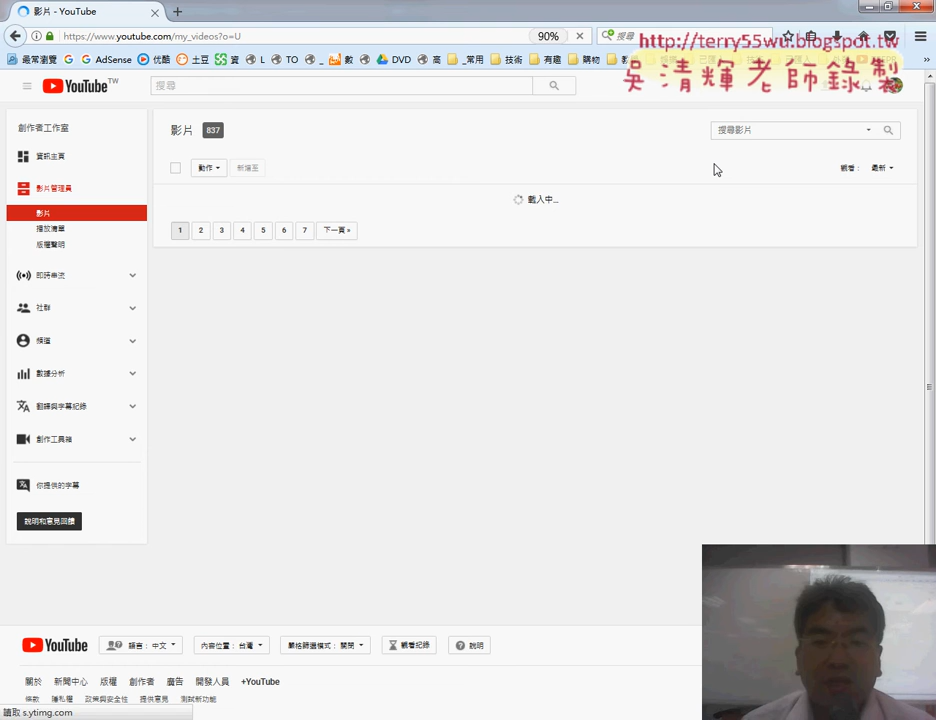 影片 - YouTube
https://www.youtube.com/my_videos?o=U
90%
搜尋
http://terry55wu.blogspot.tw
吳清輝老師錄製
最常瀏覽 AdSense 优酷 土豆 資 L TO _ 數 DVD 高 技術 _常用 有趣 購物
YouTube TW
搜尋
創作者工作室
資訊主頁
影片管理員
影片
播放清單
版權聲明
即時串流
社群
頻道
數據分析
翻譯與字幕記錄
創作工具箱
你提供的字幕
說明和意見回饋
影片 837
搜尋影片
動作 新增至
觀看： 最新
載入中...
1 2 3 4 5 6 7 下一頁 »
YouTube 語言：中文 內容位置：台灣 嚴格篩選模式：關閉 觀看記錄 說明
關於 新聞中心 版權 創作者 廣告 開發人員 +YouTube
條款 隱私權 政策與安全性 提供意見 測試新功能
讀取 s.ytimg.com